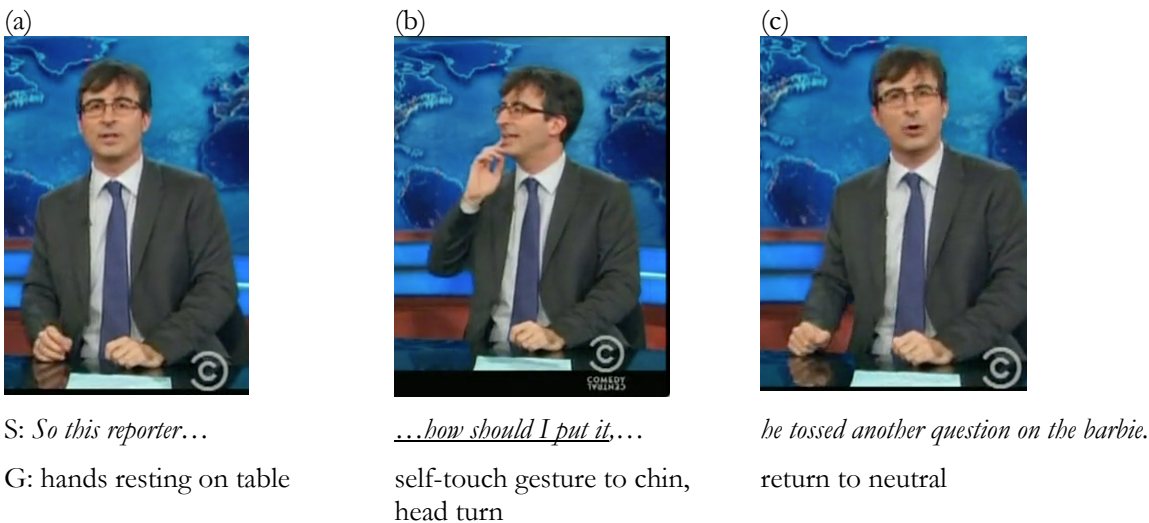 (a) (b) (c)
COMEDY
CENTRAL
S: So this reporter… …how should I put it,… he tossed another question on the barbie.
G: hands resting on table self-touch gesture to chin, return to neutral
head turn